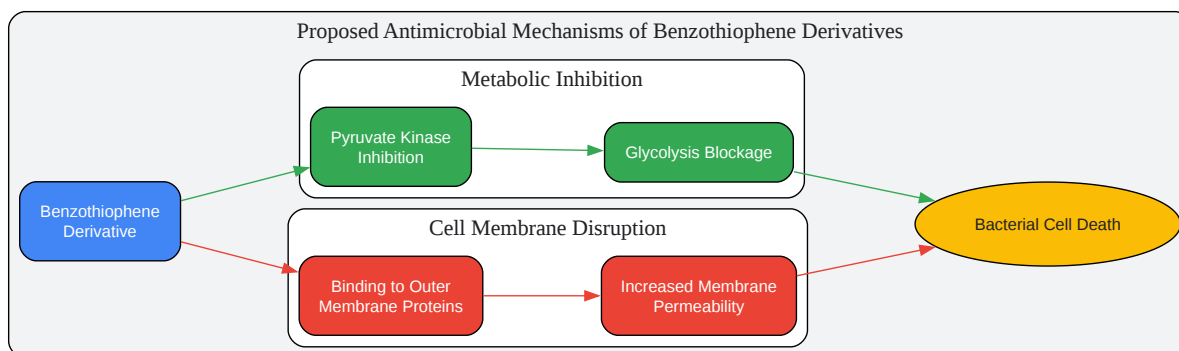 Proposed Antimicrobial Mechanisms of Benzothiophene Derivatives
Metabolic Inhibition
Pyruvate Kinase
Inhibition
Glycolysis Blockage
Benzothiophene
Derivative
Bacterial Cell Death
Cell Membrane Disruption
Binding to Outer
Membrane Proteins
Increased Membrane
Permeability